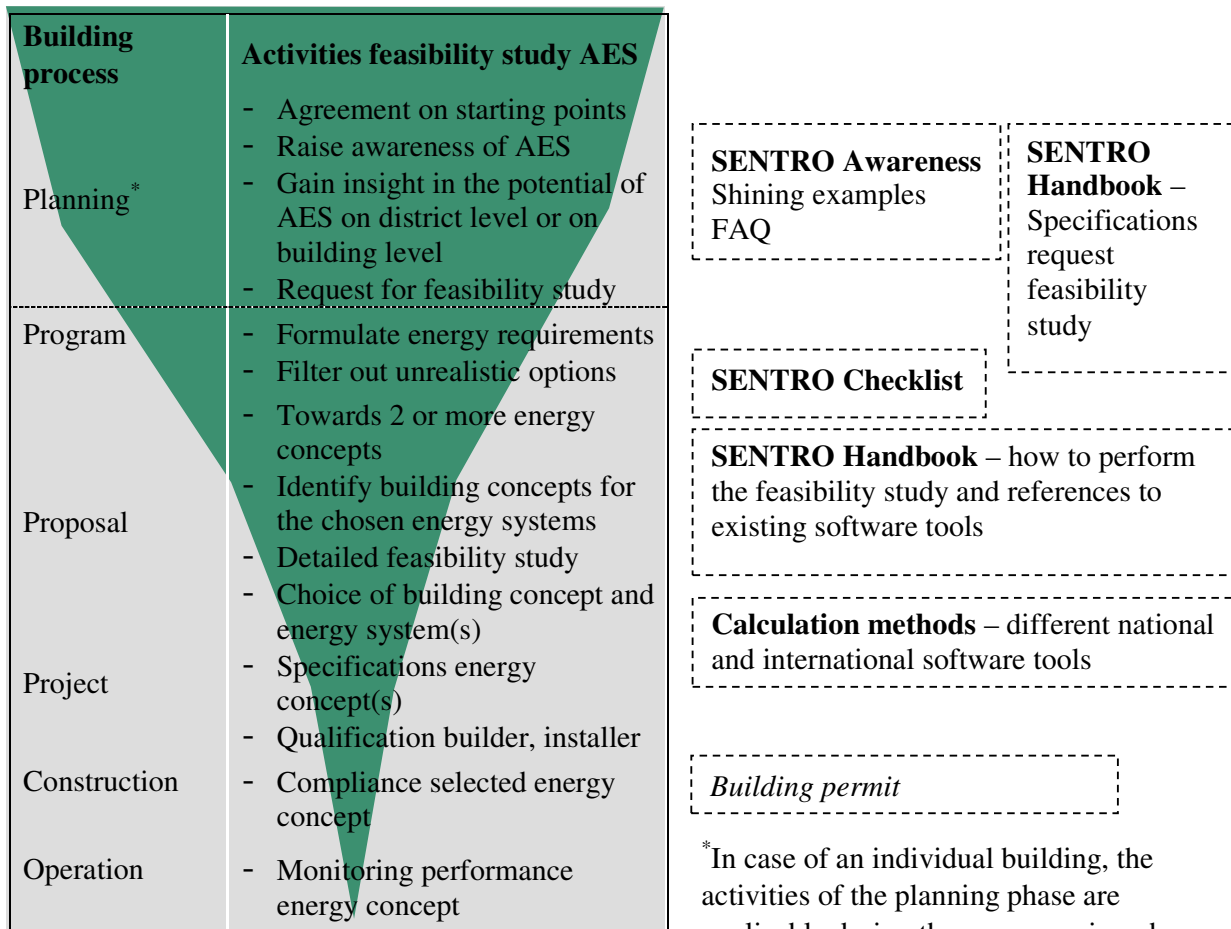 Building
process
Activities feasibility study AES
Planning*
- Agreement on starting points
- Raise awareness of AES
- Gain insight in the potential of
AES on district level or on
building level
- Request for feasibility study
Program
- Formulate energy requirements
- Filter out unrealistic options
- Towards 2 or more energy
concepts
Proposal
- Identify building concepts for
the chosen energy systems
- Detailed feasibility study
- Choice of building concept and
energy system(s)
Project
- Specifications energy
concept(s)
- Qualification builder, installer
Construction
- Compliance selected energy
concept
Operation
- Monitoring performance
energy concept
SENTRO Awareness
Shining examples
FAQ
SENTRO
Handbook –
Specifications
request
feasibility
study
SENTRO Checklist
SENTRO Handbook – how to perform
the feasibility study and references to
existing software tools
Calculation methods – different national
and international software tools
Building permit
*In case of an individual building, the
activities of the planning phase are